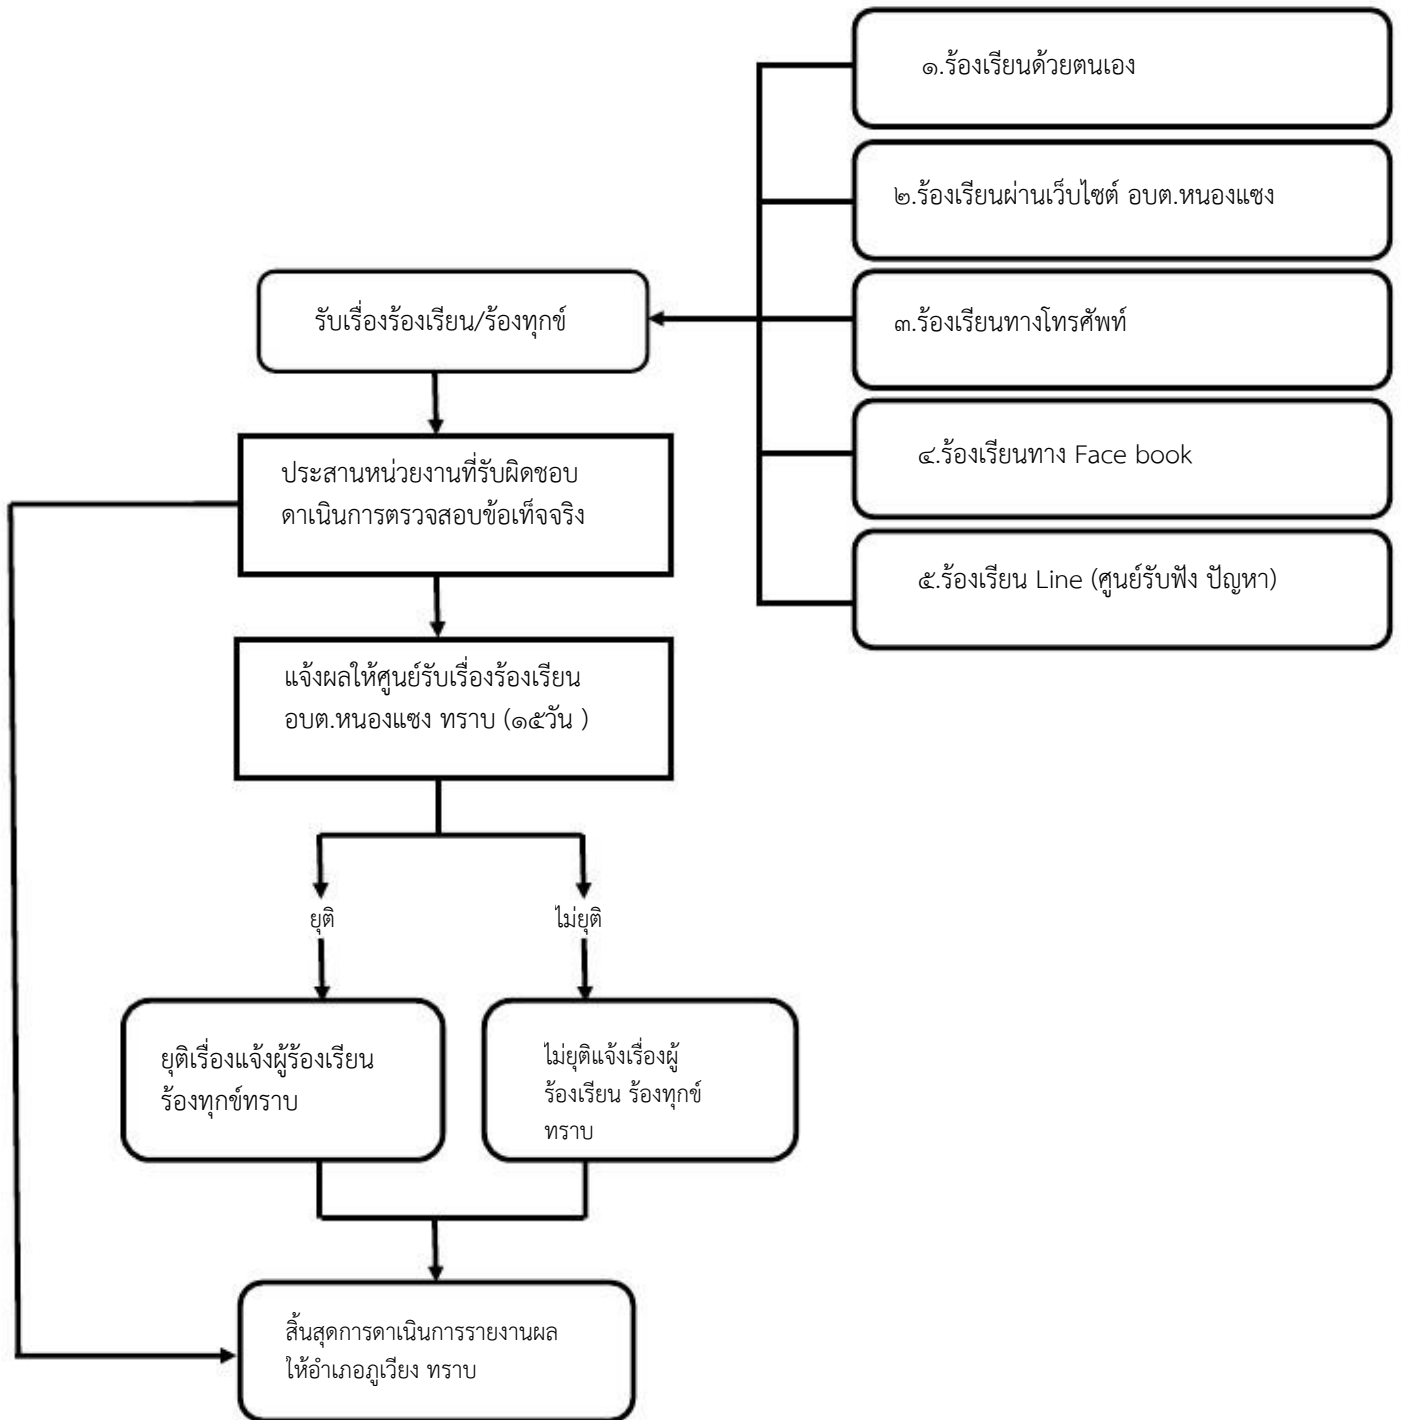 ๑.ร้องเรียนด้วยตนเอง
๒.ร้องเรียนผ่านเว็บไซต์ อบต.หนองแซง
๓.ร้องเรียนทางโทรศัพท์
๔.ร้องเรียนทาง Face book
๕.ร้องเรียน Line (ศูนย์รับฟัง ปัญหา)
รับเรื่องร้องเรียน/ร้องทุกข์
ประสานหน่วยงานที่รับผิดชอบ
ดาเนินการตรวจสอบข้อเท็จจริง
แจ้งผลให้ศูนย์รับเรื่องร้องเรียน
อบต.หนองแซง ทราบ (๑๕วัน )
ยุติ
ไม่ยุติ
ยุติเรื่องแจ้งผู้ร้องเรียน
ร้องทุกข์ทราบ
ไม่ยุติแจ้งเรื่องผู้
ร้องเรียน ร้องทุกข์
ทราบ
สิ้นสุดการดาเนินการรายงานผล
ให้อำเภอภูเวียง ทราบ